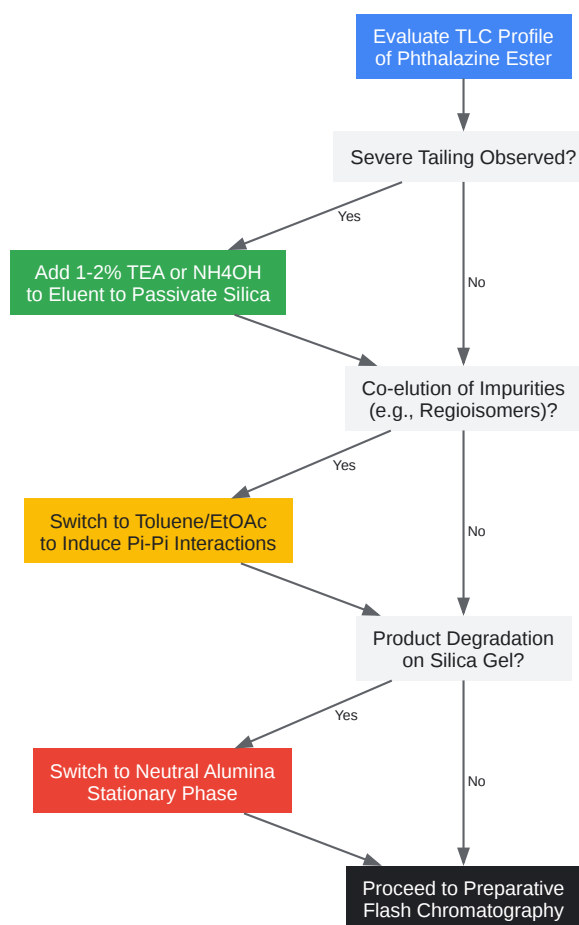 Evaluate TLC Profile
of Phthalazine Ester
Severe Tailing Observed?
Yes
Add 1-2% TEA or NH4OH
to Eluent to Passivate Silica
No
Co-elution of Impurities
(e.g., Regioisomers)?
Yes
Switch to Toluene/EtOAc
to Induce Pi-Pi Interactions
No
Product Degradation
on Silica Gel?
Yes
Switch to Neutral Alumina
Stationary Phase
No
Proceed to Preparative
Flash Chromatography